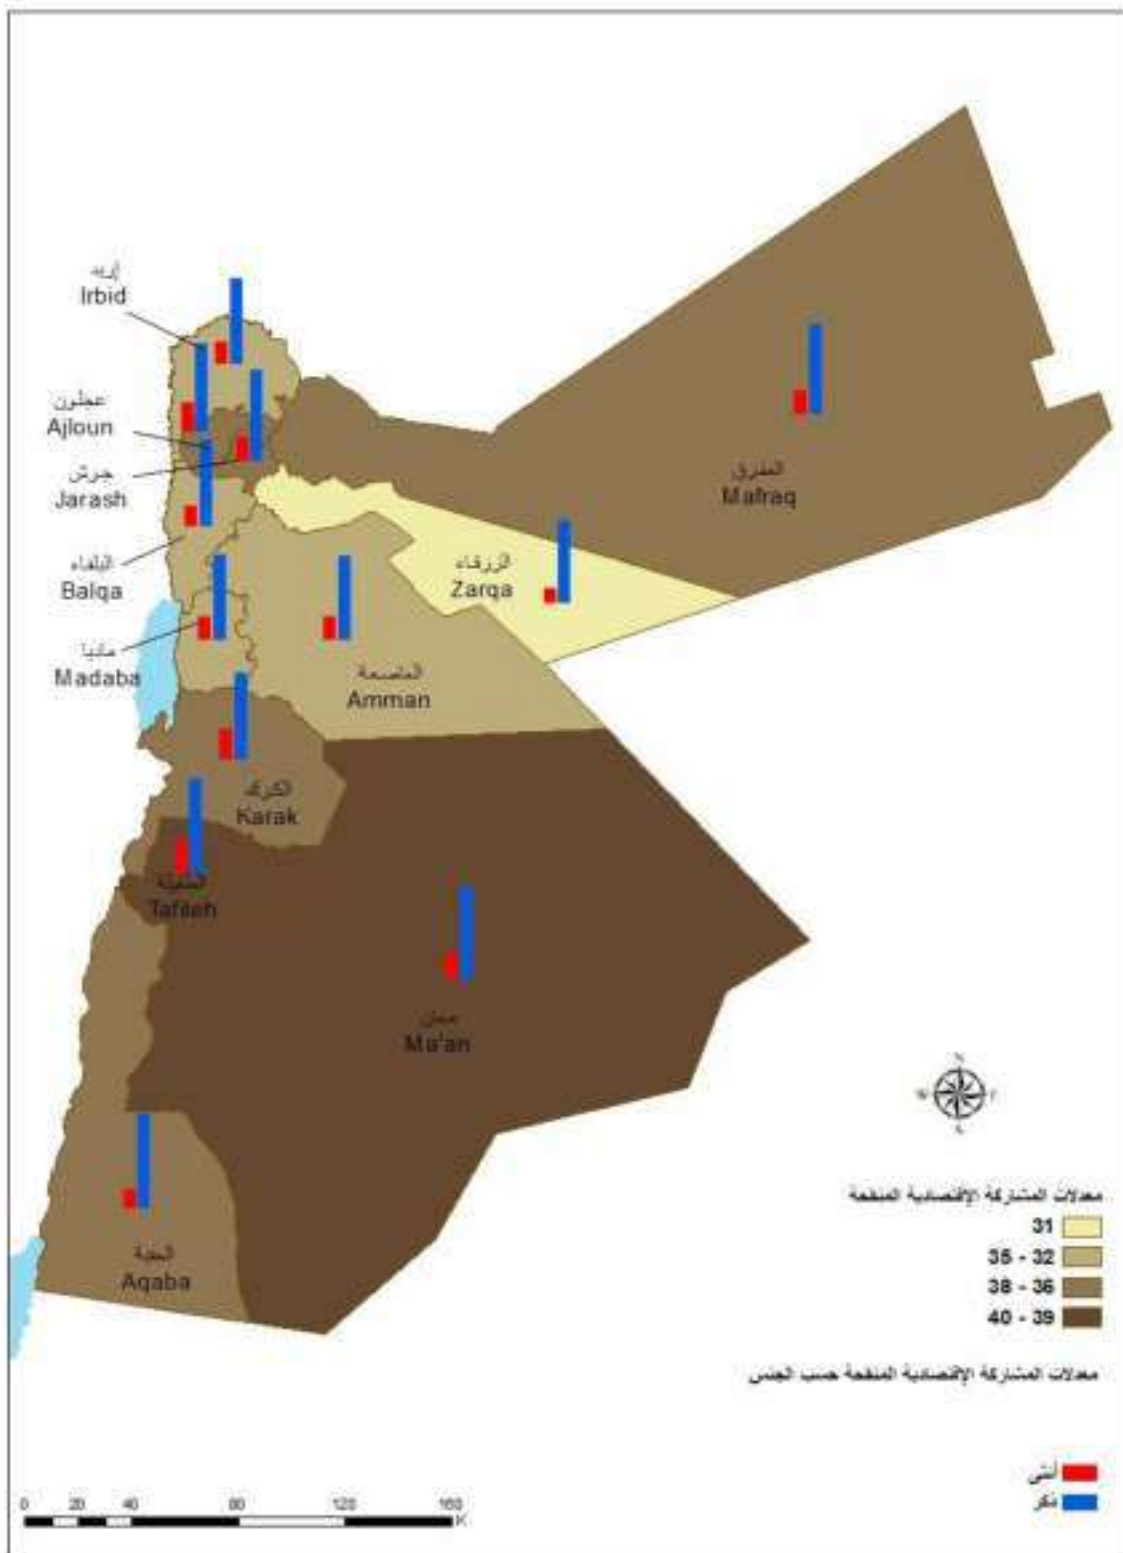 أربد
Irbid
عجلون
Ajloun
جرش
Jarash
البلقاء
Balqa
مادبا
Madaba
المفرق
Mafraq
الزرقاء
Zarqa
العاصمة
Amman
الكرك
Karak
الطفيلة
Tafileh
معان
Ma'an
العقبة
Aqaba
N
W
E
S
معدلات المشاركة الإقتصادية المنقحة
31
35 - 32
38 - 36
40 - 39
معدلات المشاركة الإقتصادية المنقحة حسب الجنس
أنثى
ذكر
0 20 40 80 120 160
K